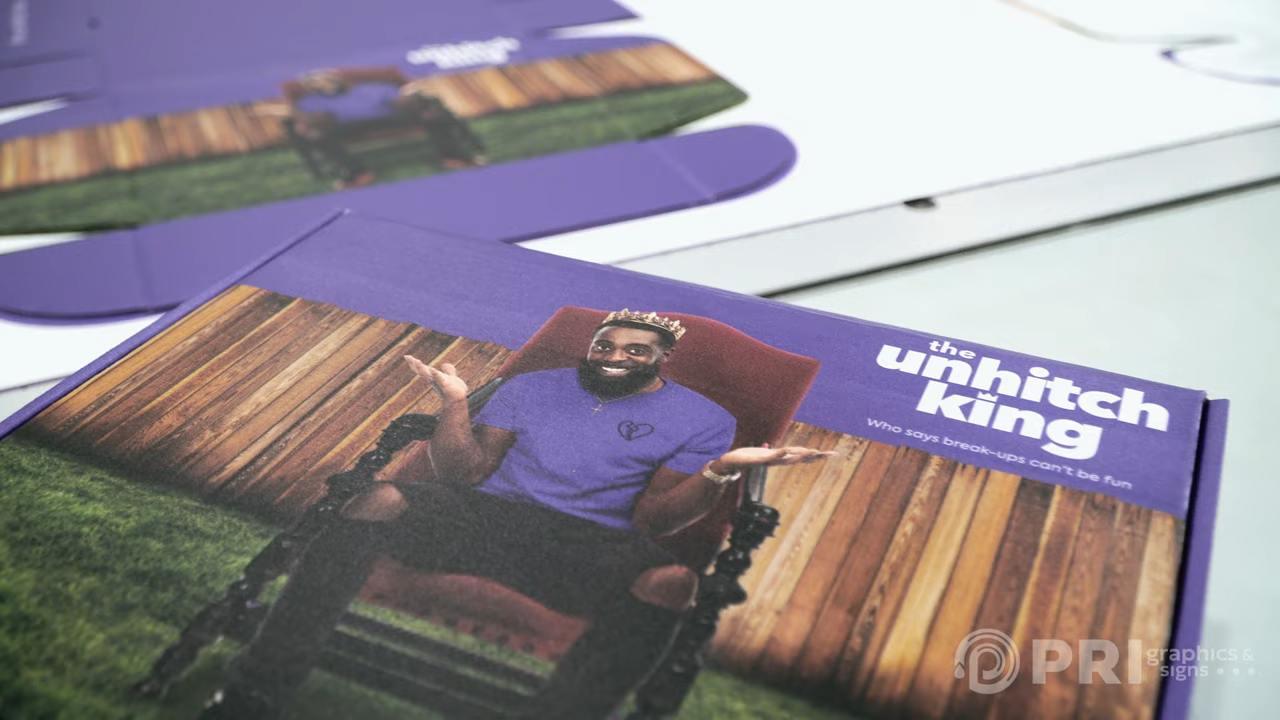 the
unhitch
king
Who says break-ups can't be fun
PRI graphics &
signs